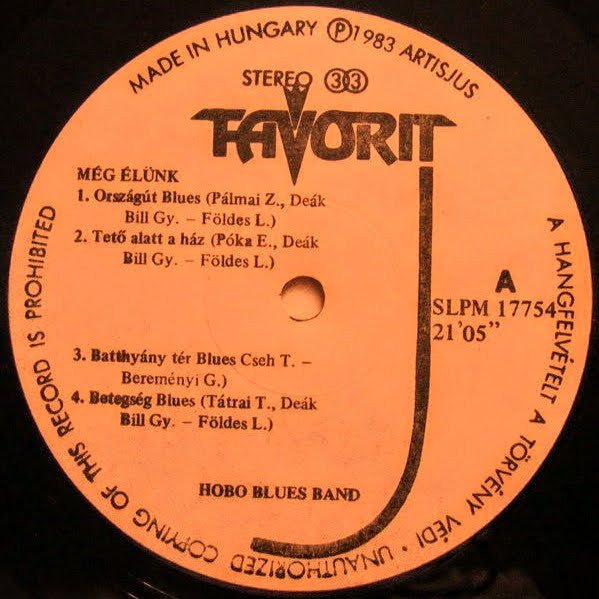 MADE IN HUNGARY Ⓟ1983 ARTISJUS
STEREO 33
FAVORIT
MÉG ÉLÜNK
1. Országút Blues (Pálmai Z., Deák
Bill Gy. – Földes L.)
2. Tető alatt a ház (Póka E., Deák
Bill Gy. – Földes L.)
A
SLPM 17754
21'05"
3. Batthyány tér Blues Cseh T. –
Bereményi G.)
4. Betegség Blues (Tátrai T., Deák
Bill Gy. – Földes L.)
HOBO BLUES BAND
A HANGFELVÉTELT A TÖRVÉNY VÉDI · UNAUTHORIZED COPYING OF THIS RECORD IS PROHIBITED